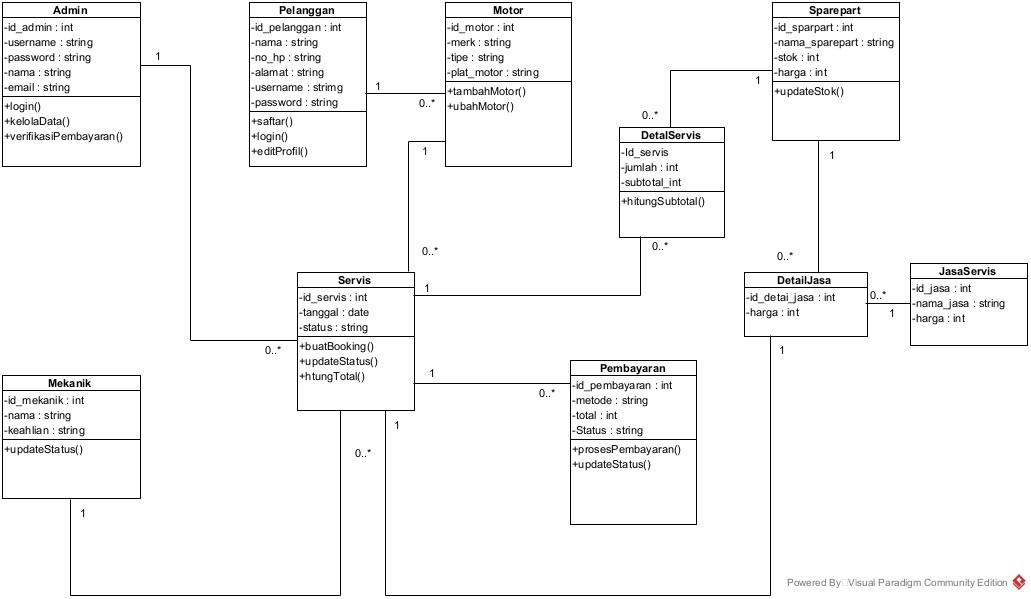 Admin
-id_admin : int
-username : string
-password : string
-nama : string
-email : string
+login()
+kelolaData()
+verifikasiPembayaran()
1
0..*
Pelanggan
-id_pelanggan : int
-nama : string
-no_hp : string
-alamat : string
-username : strimg
-password : string
+saftar()
+login()
+editProfil()
1
0..*
Motor
-id_motor : int
-merk : string
-tipe : string
-plat_motor : string
+tambahMotor()
+ubahMotor()
1
0..*
Sparepart
-id_sparpart : int
-nama_sparepart : string
-stok : int
-harga : int
+updateStok()
1
0..*
1
0..*
DetalServis
-Id_servis
-jumlah : int
-subtotal_int
+hitungSubtotal()
0..*
1
Servis
-id_servis : int
-tanggal : date
-status : string
+buatBooking()
+updateStatus()
+htungTotal()
1
0..*
1
0..*
DetailJasa
-id_detai_jasa : int
-harga : int
0..*
1
1
JasaServis
-id_jasa : int
-nama_jasa : string
-harga : int
Pembayaran
-id_pembayaran : int
-metode : string
-total : int
-Status : string
+prosesPembayaran()
+updateStatus()
Mekanik
-id_mekanik : int
-nama : string
-keahlian : string
+updateStatus()
1
Powered By Visual Paradigm Community Edition